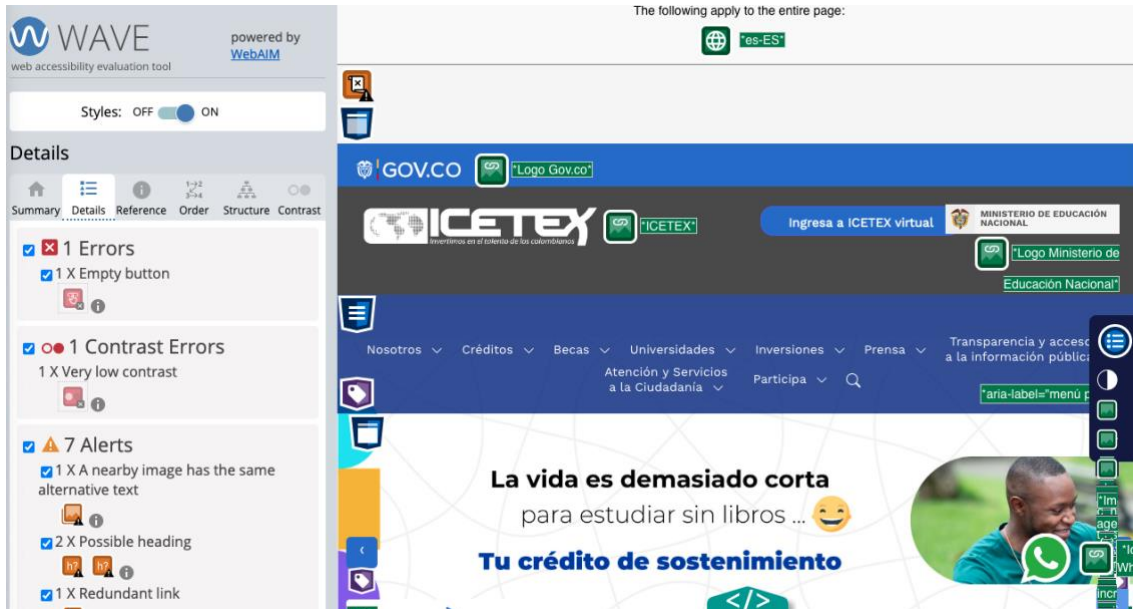 WAVE
web accessibility evaluation tool
powered by
WebAIM
Styles: OFF ON
Details
Summary Details Reference Order Structure Contrast
1 Errors
1 X Empty button
1 Contrast Errors
1 X Very low contrast
7 Alerts
1 X A nearby image has the same
alternative text
2 X Possible heading
h? h?
1 X Redundant link
The following apply to the entire page:
*es-ES*
GOV.CO *Logo Gov.co*
ICETEX *ICETEX*
Invertimos en el talento de los colombianos
Ingresa a ICETEX virtual
MINISTERIO DE EDUCACIÓN
NACIONAL
*Logo Ministerio de
Educación Nacional*
Nosotros Créditos Becas Universidades Inversiones Prensa
Transparencia y acceso
a la información pública
Atención y Servicios
a la Ciudadanía
Participa
*aria-label="menú p
La vida es demasiado corta
para estudiar sin libros ...
Tu crédito de sostenimiento
</>
*Im
age
incr